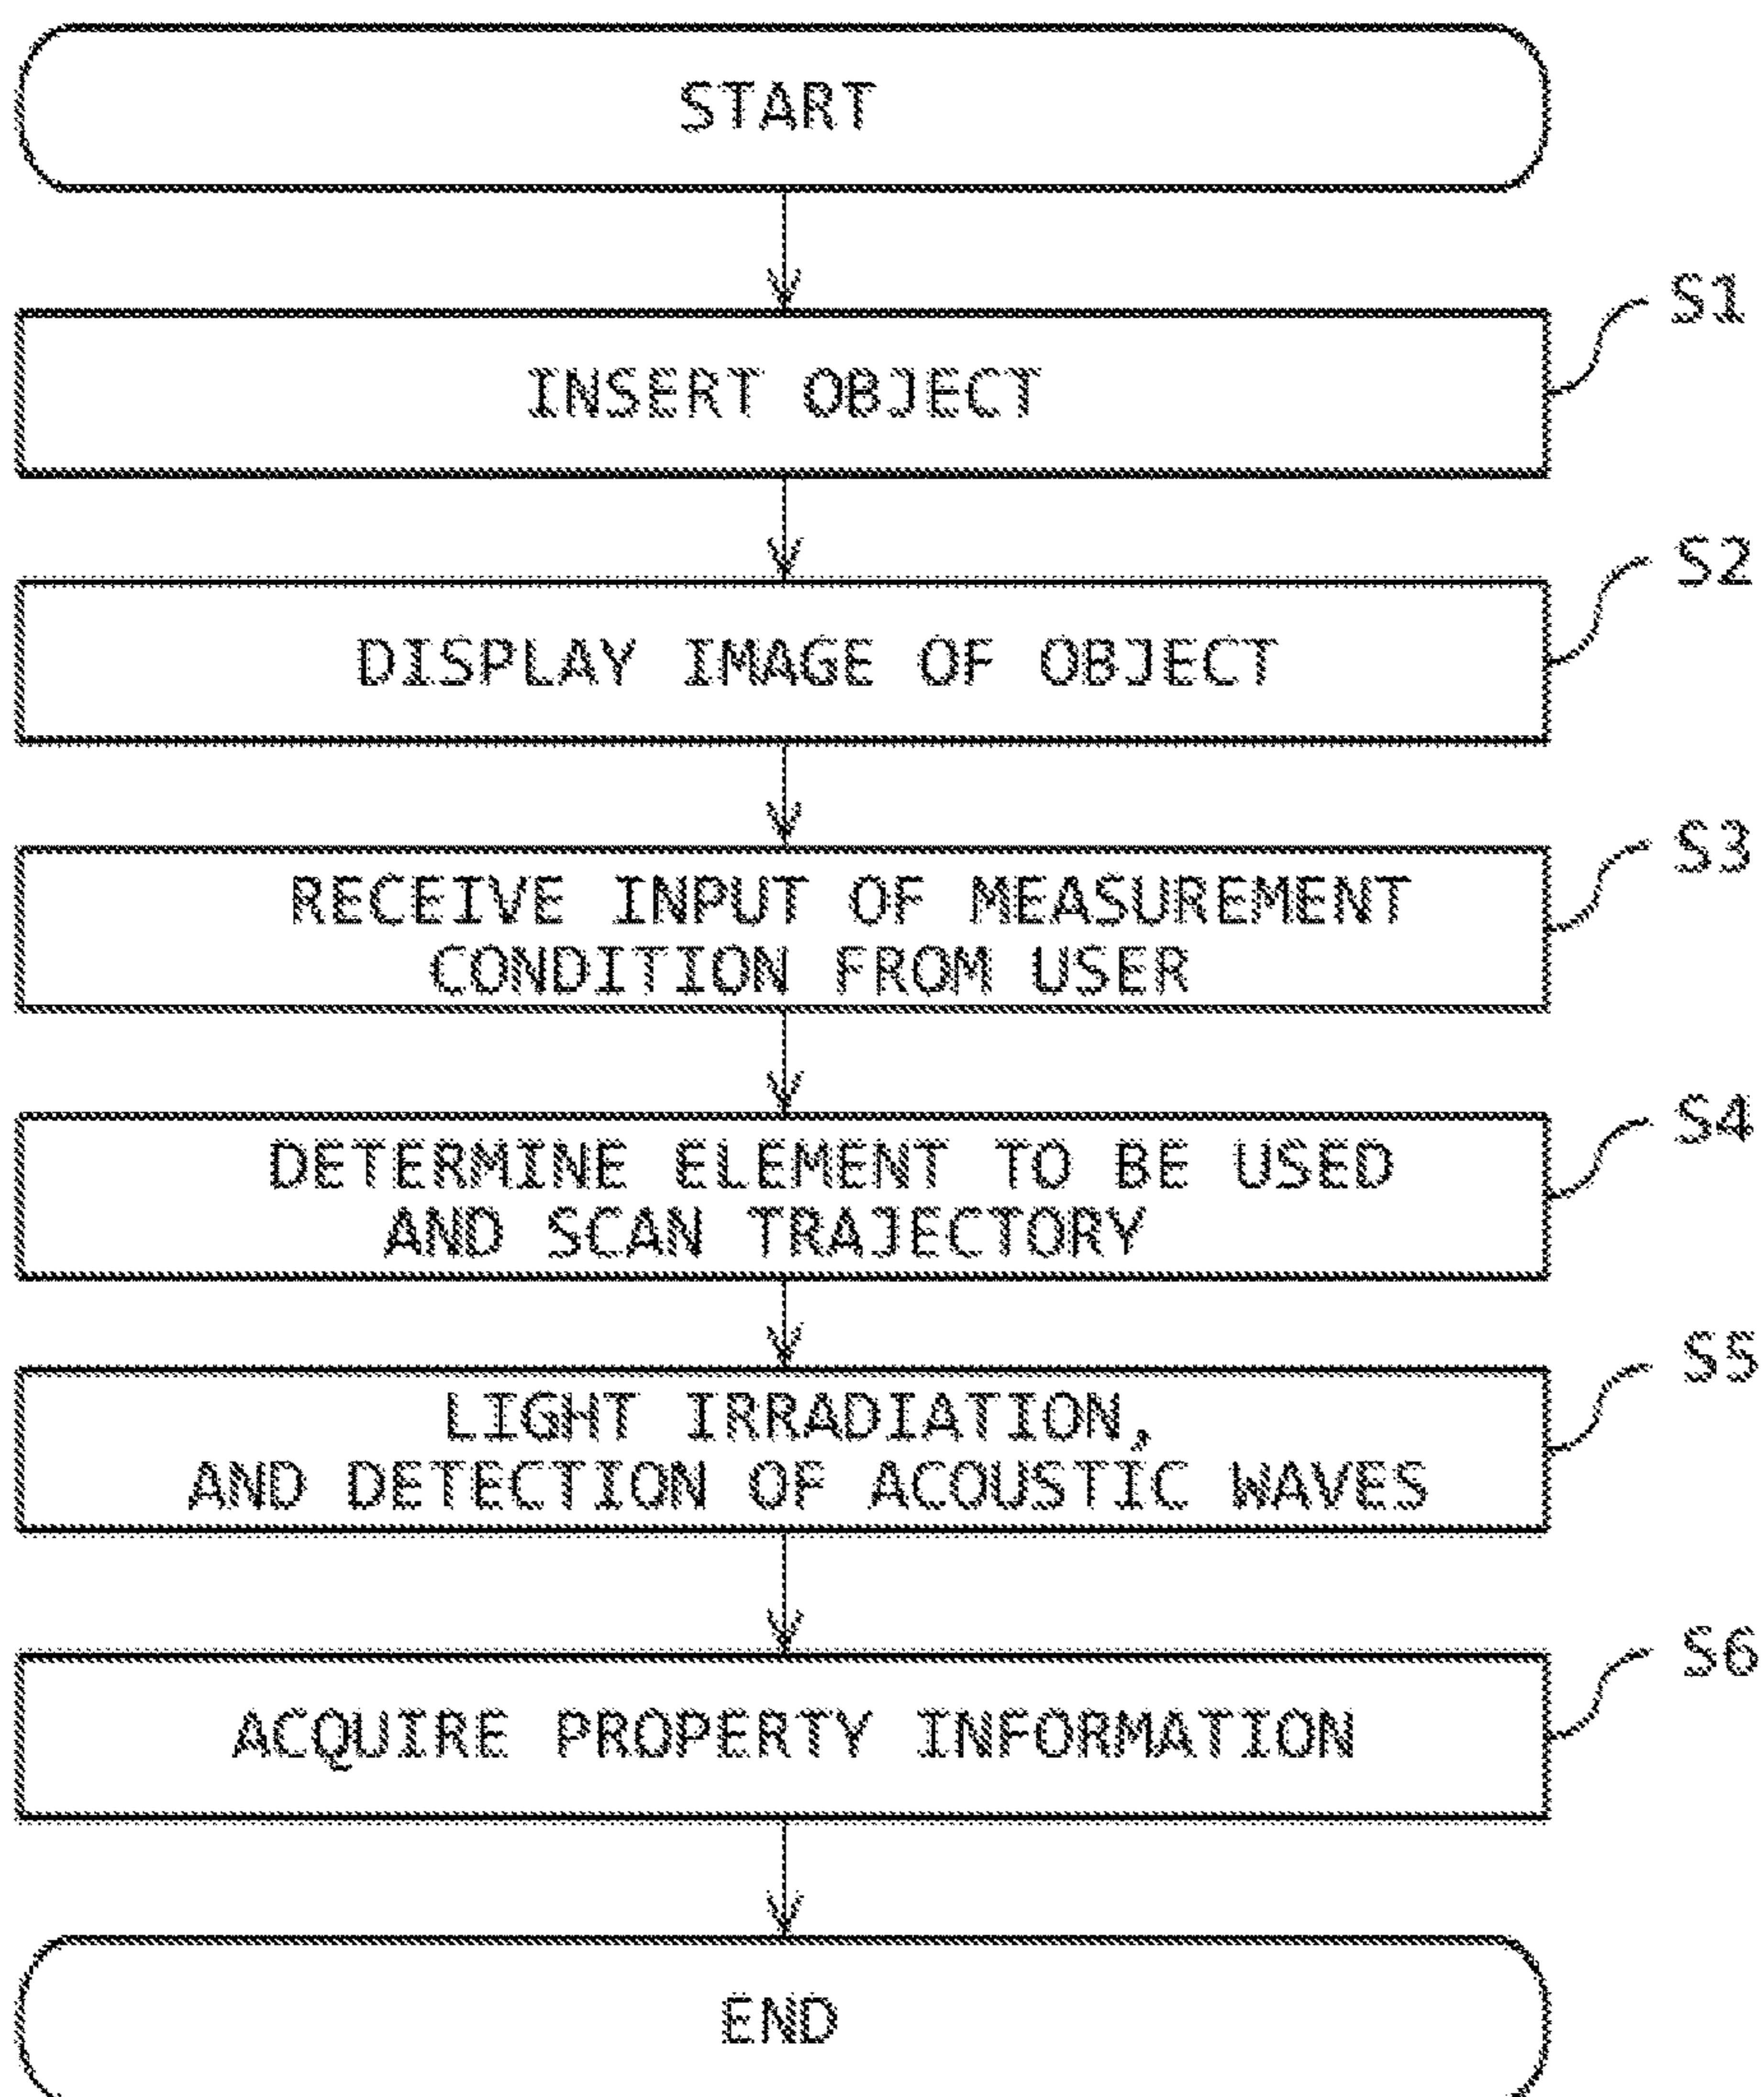 START
S1
INSERT OBJECT
S2
DISPLAY IMAGE OF OBJECT
S3
RECEIVE INPUT OF MEASUREMENT
CONDITION FROM USER
S4
DETERMINE ELEMENT TO BE USED
AND SCAN TRAJECTORY
S5
LIGHT IRRADIATION,
AND DETECTION OF ACOUSTIC WAVES
S6
ACQUIRE PROPERTY INFORMATION
END